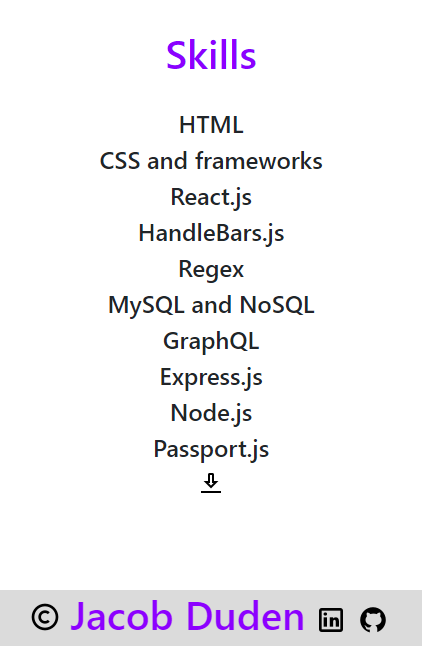 Skills
HTML
CSS and frameworks
React.js
HandleBars.js
Regex
MySQL and NoSQL
GraphQL
Express.js
Node.js
Passport.js
© Jacob Duden